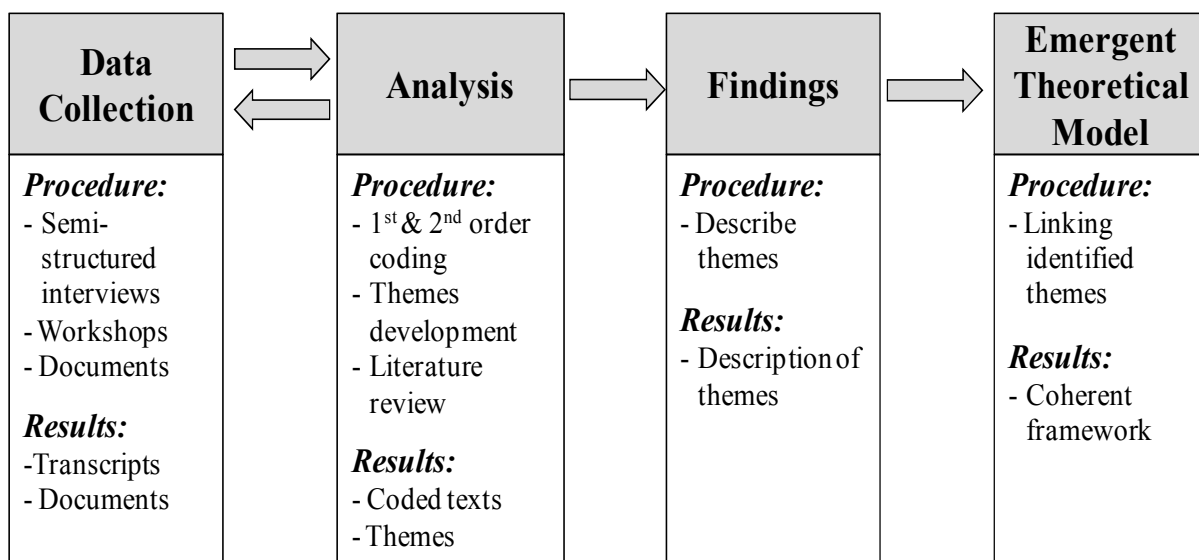 Data
Collection
Procedure:
- Semi-
structured
interviews
- Workshops
- Documents
Results:
-Transcripts
- Documents
Analysis
Procedure:
- 1st & 2nd order
coding
- Themes
development
- Literature
review
Results:
- Coded texts
- Themes
Findings
Procedure:
- Describe
themes
Results:
- Description of
themes
Emergent
Theoretical
Model
Procedure:
- Linking
identified
themes
Results:
- Coherent
framework